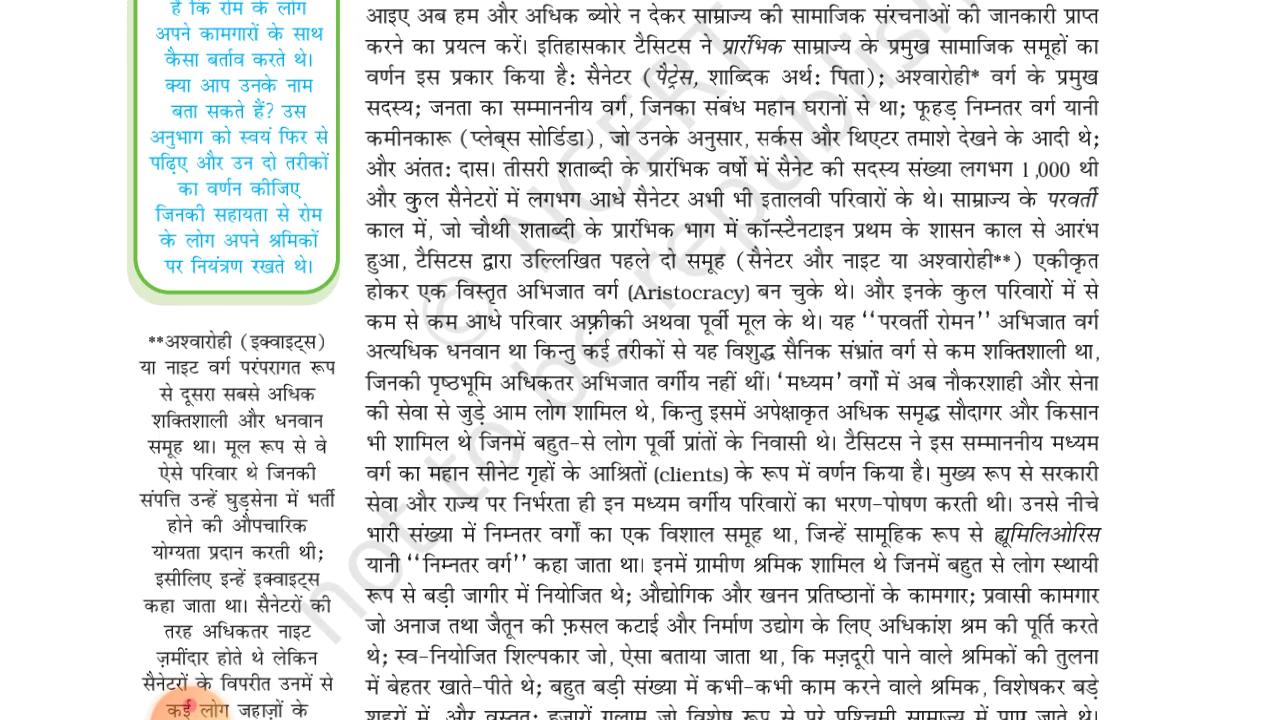 हैं कि रोम के लोग
अपने कामगारों के साथ
कैसा बर्ताव करते थे।
क्या आप उनके नाम
बता सकते हैं? उस
अनुभाग को स्वयं फिर से
पढ़िए और उन दो तरीकों
का वर्णन कीजिए
जिनकी सहायता से रोम
के लोग अपने श्रमिकों
पर नियंत्रण रखते थे।
**अश्वारोही (इक्वाइट्स)
या नाइट वर्ग परंपरागत रूप
से दूसरा सबसे अधिक
शक्तिशाली और धनवान
समूह था। मूल रूप से वे
ऐसे परिवार थे जिनकी
संपत्ति उन्हें घुड़सेना में भर्ती
होने की औपचारिक
योग्यता प्रदान करती थी;
इसीलिए इन्हें इक्वाइट्स
कहा जाता था। सैनेटरों की
तरह अधिकतर नाइट
ज़मींदार होते थे लेकिन
सैनेटरों के विपरीत उनमें से
कई लोग जहाज़ों के
आइए अब हम और अधिक ब्योरे न देकर साम्राज्य की सामाजिक संरचनाओं की जानकारी प्राप्त
करने का प्रयत्न करें। इतिहासकार टैसिटस ने प्रारंभिक साम्राज्य के प्रमुख सामाजिक समूहों का
वर्णन इस प्रकार किया है: सैनेटर (पैट्रेस, शाब्दिक अर्थ: पिता); अश्वारोही* वर्ग के प्रमुख
सदस्य; जनता का सम्माननीय वर्ग, जिनका संबंध महान घरानों से था; फूहड़ निम्नतर वर्ग यानी
कमीनकारू (प्लेब्स सोर्डिडा), जो उनके अनुसार, सर्कस और थिएटर तमाशे देखने के आदी थे;
और अंतत: दास। तीसरी शताब्दी के प्रारंभिक वर्षो में सैनेट की सदस्य संख्या लगभग 1,000 थी
और कुल सैनेटरों में लगभग आधे सैनेटर अभी भी इतालवी परिवारों के थे। साम्राज्य के परवर्ती
काल में, जो चौथी शताब्दी के प्रारंभिक भाग में कॉन्स्टैनटाइन प्रथम के शासन काल से आरंभ
हुआ, टैसिटस द्वारा उल्लिखित पहले दो समूह (सैनेटर और नाइट या अश्वारोही**) एकीकृत
होकर एक विस्तृत अभिजात वर्ग (Aristocracy) बन चुके थे। और इनके कुल परिवारों में से
कम से कम आधे परिवार अफ़्रीकी अथवा पूर्वी मूल के थे। यह ‘‘परवर्ती रोमन’’ अभिजात वर्ग
अत्यधिक धनवान था किन्तु कई तरीकों से यह विशुद्ध सैनिक संभ्रांत वर्ग से कम शक्तिशाली था,
जिनकी पृष्ठभूमि अधिकतर अभिजात वर्गीय नहीं थीं। ‘मध्यम’ वर्गों में अब नौकरशाही और सेना
की सेवा से जुड़े आम लोग शामिल थे, किन्तु इसमें अपेक्षाकृत अधिक समृद्ध सौदागर और किसान
भी शामिल थे जिनमें बहुत-से लोग पूर्वी प्रांतों के निवासी थे। टैसिटस ने इस सम्माननीय मध्यम
वर्ग का महान सीनेट गृहों के आश्रितों (clients) के रूप में वर्णन किया है। मुख्य रूप से सरकारी
सेवा और राज्य पर निर्भरता ही इन मध्यम वर्गीय परिवारों का भरण-पोषण करती थी। उनसे नीचे
भारी संख्या में निम्नतर वर्गों का एक विशाल समूह था, जिन्हें सामूहिक रूप से ह्यूमिलिओरिस
यानी ‘‘निम्नतर वर्ग’’ कहा जाता था। इनमें ग्रामीण श्रमिक शामिल थे जिनमें बहुत से लोग स्थायी
रूप से बड़ी जागीर में नियोजित थे; औद्योगिक और खनन प्रतिष्ठानों के कामगार; प्रवासी कामगार
जो अनाज तथा जैतून की फ़सल कटाई और निर्माण उद्योग के लिए अधिकांश श्रम की पूर्ति करते
थे; स्व-नियोजित शिल्पकार जो, ऐसा बताया जाता था, कि मज़दूरी पाने वाले श्रमिकों की तुलना
में बेहतर खाते-पीते थे; बहुत बड़ी संख्या में कभी-कभी काम करने वाले श्रमिक, विशेषकर बड़े
शहरों में, और वस्तुत: हज़ारों गुलाम जो विशेष रूप से पूरे पश्चिमी साम्राज्य में पाए जाते थे।
© NCERT
not to be republish